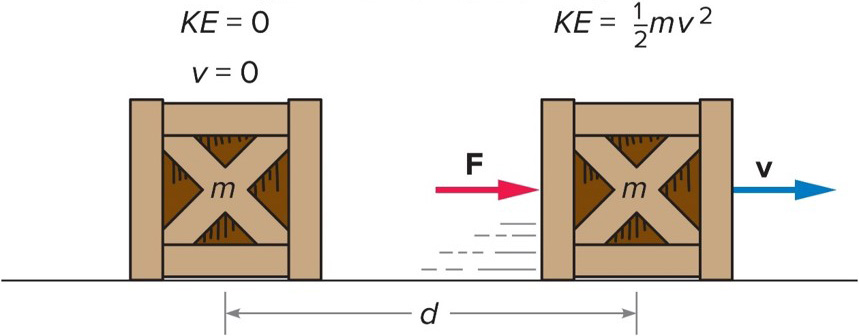 KE = 0
v = 0
m
KE = ½mv²
F
m
v
d